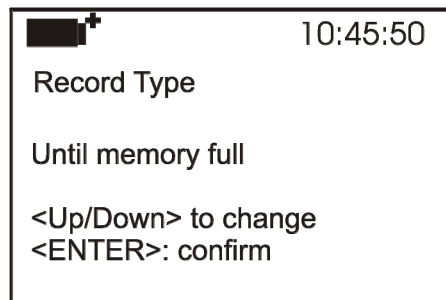 10:45:50
Record Type
Until memory full
<Up/Down> to change
<ENTER>: confirm